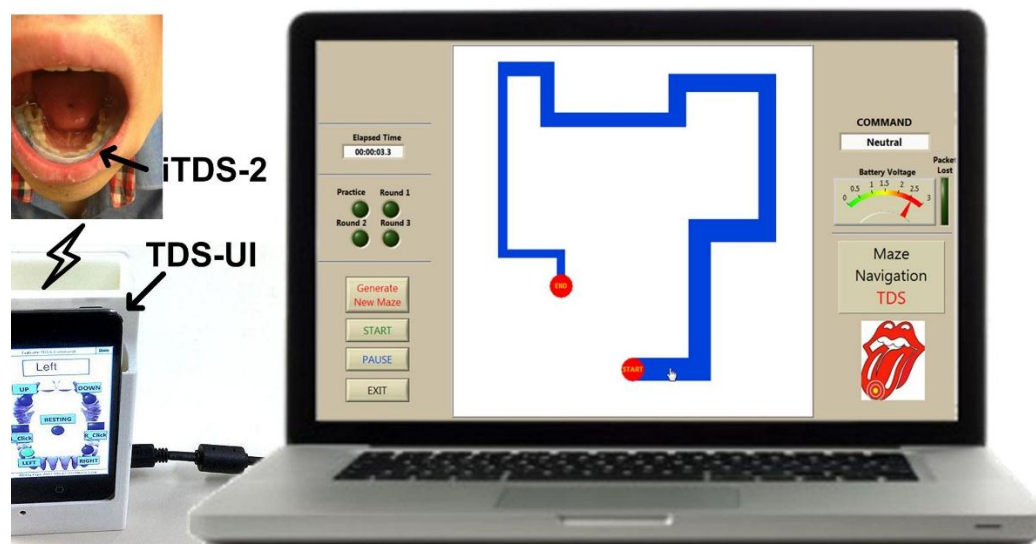 iTDS-2
TDS-UI
Left
UP
DOWN
RESTING
LEFT
RIGHT
Elapsed Time
00:00:03.3
Practice
Round 1
Round 2
Round 3
Generate
New Maze
START
PAUSE
EXIT
END
START
COMMAND
Neutral
Battery Voltage
0 0.5 1 1.5 2 2.5 3
Packet
Lost
Maze
Navigation
TDS